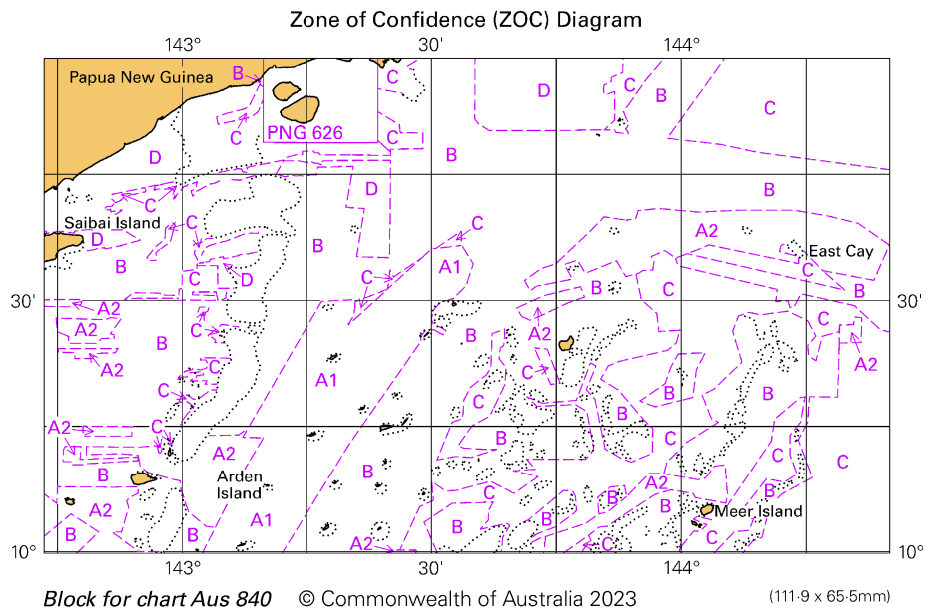 Zone of Confidence (ZOC) Diagram
143° 30' 144°
Papua New Guinea B C D C B C
C PNG 626 C
D B
D B
C C
Saibai Island A2
D B C East Cay
B A1 C
C D C B C B
30' A2 30'
A2 C
B C B A2
A2 A2
C A1 C B B
C C B
A2 C A2 B C
B Arden Island B C C
A2 C A2 B
B B A1 B B B Meer Island
A2 C C
10° 10°
143° 30' 144°
Block for chart Aus 840 © Commonwealth of Australia 2023 (111·9 x 65·5mm)